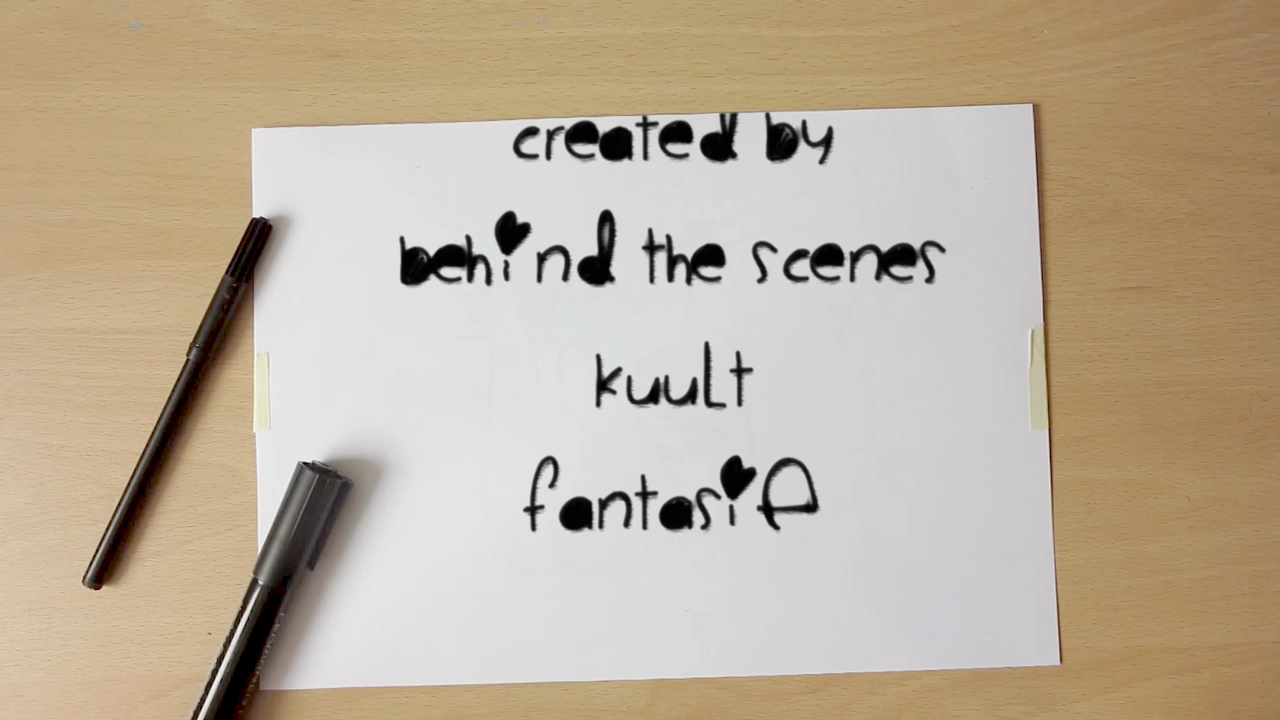 created by
behind the scenes
kuult
fantasie